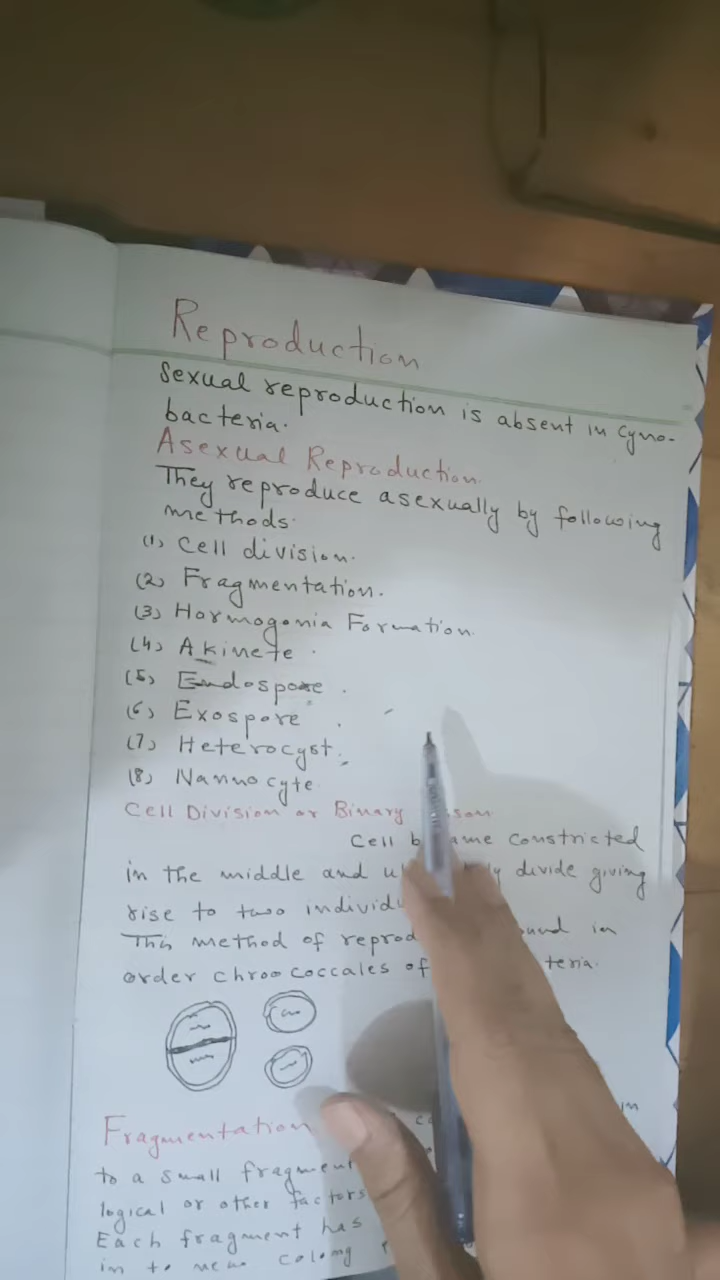 Reproduction
Sexual reproduction is absent in Cyno-
bacteria.
Asexual Reproduction
They reproduce asexually by following
methods.
(1) Cell division.
(2) Fragmentation.
(3) Hormogonia Formation.
(4) Akinete.
(5) Endospore.
(6) Exospore.
(7) Heterocyst.
(8) Nannocyte
Cell Division or Binary
Cell constricted
in the middle and divide giving
rise to two
This method of in
order chroococcales of
Fragmentation
to a small fragment
logical or other factors
Each fragment has
in to new colony